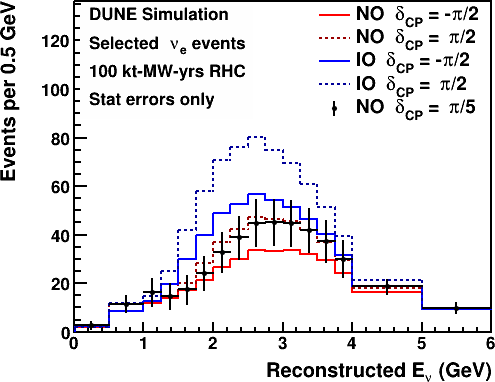 DUNE Simulation
Selected νe events
100 kt-MW-yrs RHC
Stat errors only
NO δCP = -π/2
NO δCP = π/2
IO δCP = -π/2
IO δCP = π/2
NO δCP = π/5
Events per 0.5 GeV
120
100
80
60
40
20
0
0 1 2 3 4 5 6
Reconstructed Eν (GeV)